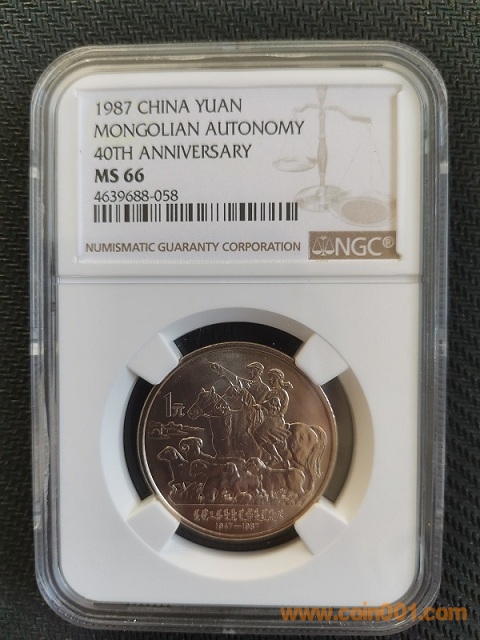 1987 CHINA YUAN
MONGOLIAN AUTONOMY
40TH ANNIVERSARY
MS 66
4639688-058
NUMISMATIC GUARANTY CORPORATION
NGC®
1元
1947—1987
www.coin001.com